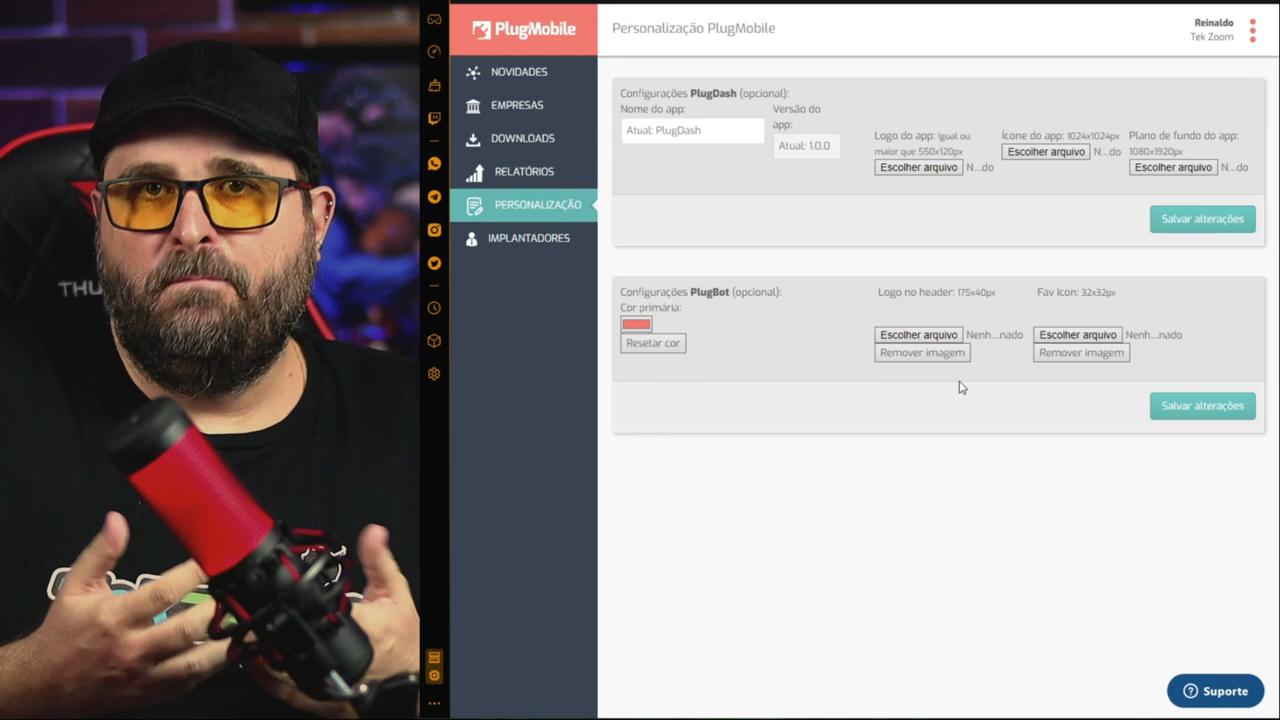 THU
PlugMobile
NOVIDADES
EMPRESAS
DOWNLOADS
RELATÓRIOS
PERSONALIZAÇÃO
IMPLANTADORES
Personalização PlugMobile
Reinaldo
Tek Zoom
Configurações PlugDash (opcional):
Nome do app:
Atual: PlugDash
Versão do
app:
Atual: 1.0.0
Logo do app: Igual ou
maior que 550x120px
Escolher arquivo N...do
Ícone do app: 1024x1024px
Escolher arquivo N...do
Plano de fundo do app:
1080x1920px
Escolher arquivo N...do
Salvar alterações
Configurações PlugBot (opcional):
Cor primária:
Resetar cor
Logo no header: 175x40px
Escolher arquivo Nenh...nado
Remover imagem
Fav Icon: 32x32px
Escolher arquivo Nenh...nado
Remover imagem
Salvar alterações
Suporte